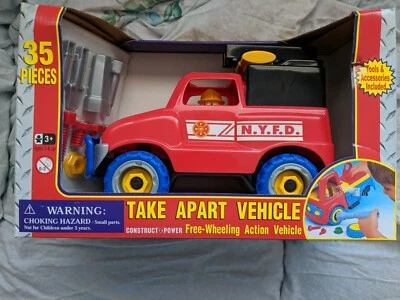 35
PIECES
Tools &
Accessories
Included
N.Y.F.D.
3+
WARNING:
CHOKING HAZARD - Small parts.
Not for Children under 3 years.
TAKE APART VEHICLE
CONSTRUCT A POWER Free-Wheeling Action Vehicle